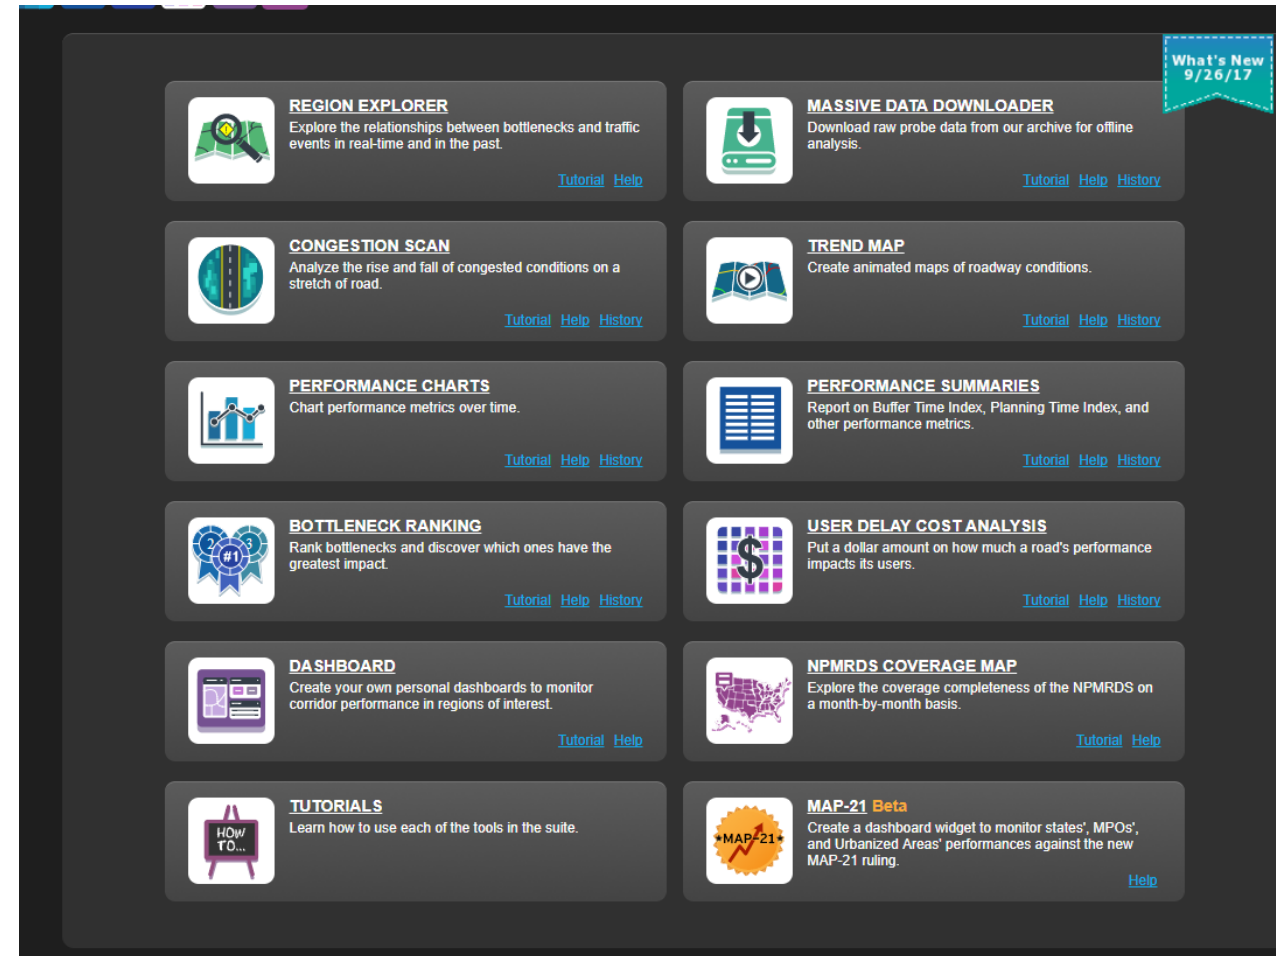 What's New
9/26/17
REGION EXPLORER
Explore the relationships between bottlenecks and traffic
events in real-time and in the past.
Tutorial Help
MASSIVE DATA DOWNLOADER
Download raw probe data from our archive for offline
analysis.
Tutorial Help History
CONGESTION SCAN
Analyze the rise and fall of congested conditions on a
stretch of road.
Tutorial Help History
TREND MAP
Create animated maps of roadway conditions.
Tutorial Help History
PERFORMANCE CHARTS
Chart performance metrics over time.
Tutorial Help History
PERFORMANCE SUMMARIES
Report on Buffer Time Index, Planning Time Index, and
other performance metrics.
Tutorial Help History
2 #1 3
BOTTLENECK RANKING
Rank bottlenecks and discover which ones have the
greatest impact.
Tutorial Help History
$
USER DELAY COST ANALYSIS
Put a dollar amount on how much a road's performance
impacts its users.
Tutorial Help History
DASHBOARD
Create your own personal dashboards to monitor
corridor performance in regions of interest.
Tutorial Help
NPMRDS COVERAGE MAP
Explore the coverage completeness of the NPMRDS on
a month-by-month basis.
Tutorial Help
HOW
TO...
TUTORIALS
Learn how to use each of the tools in the suite.
MAP-21
MAP-21 Beta
Create a dashboard widget to monitor states', MPOs',
and Urbanized Areas' performances against the new
MAP-21 ruling.
Help